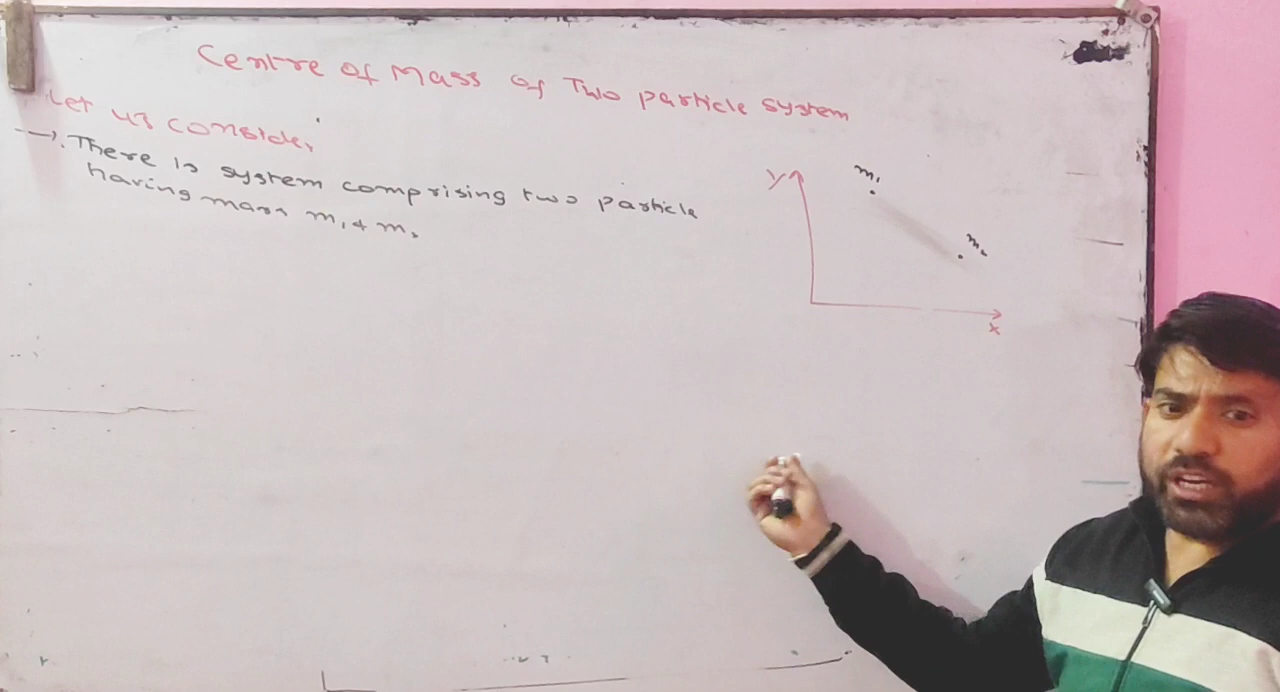 Centre of Mass of Two particle system
Let us consider,
→. There is system comprising two particle
having mass m₁ & m₂
Y
m₁
m₂
X